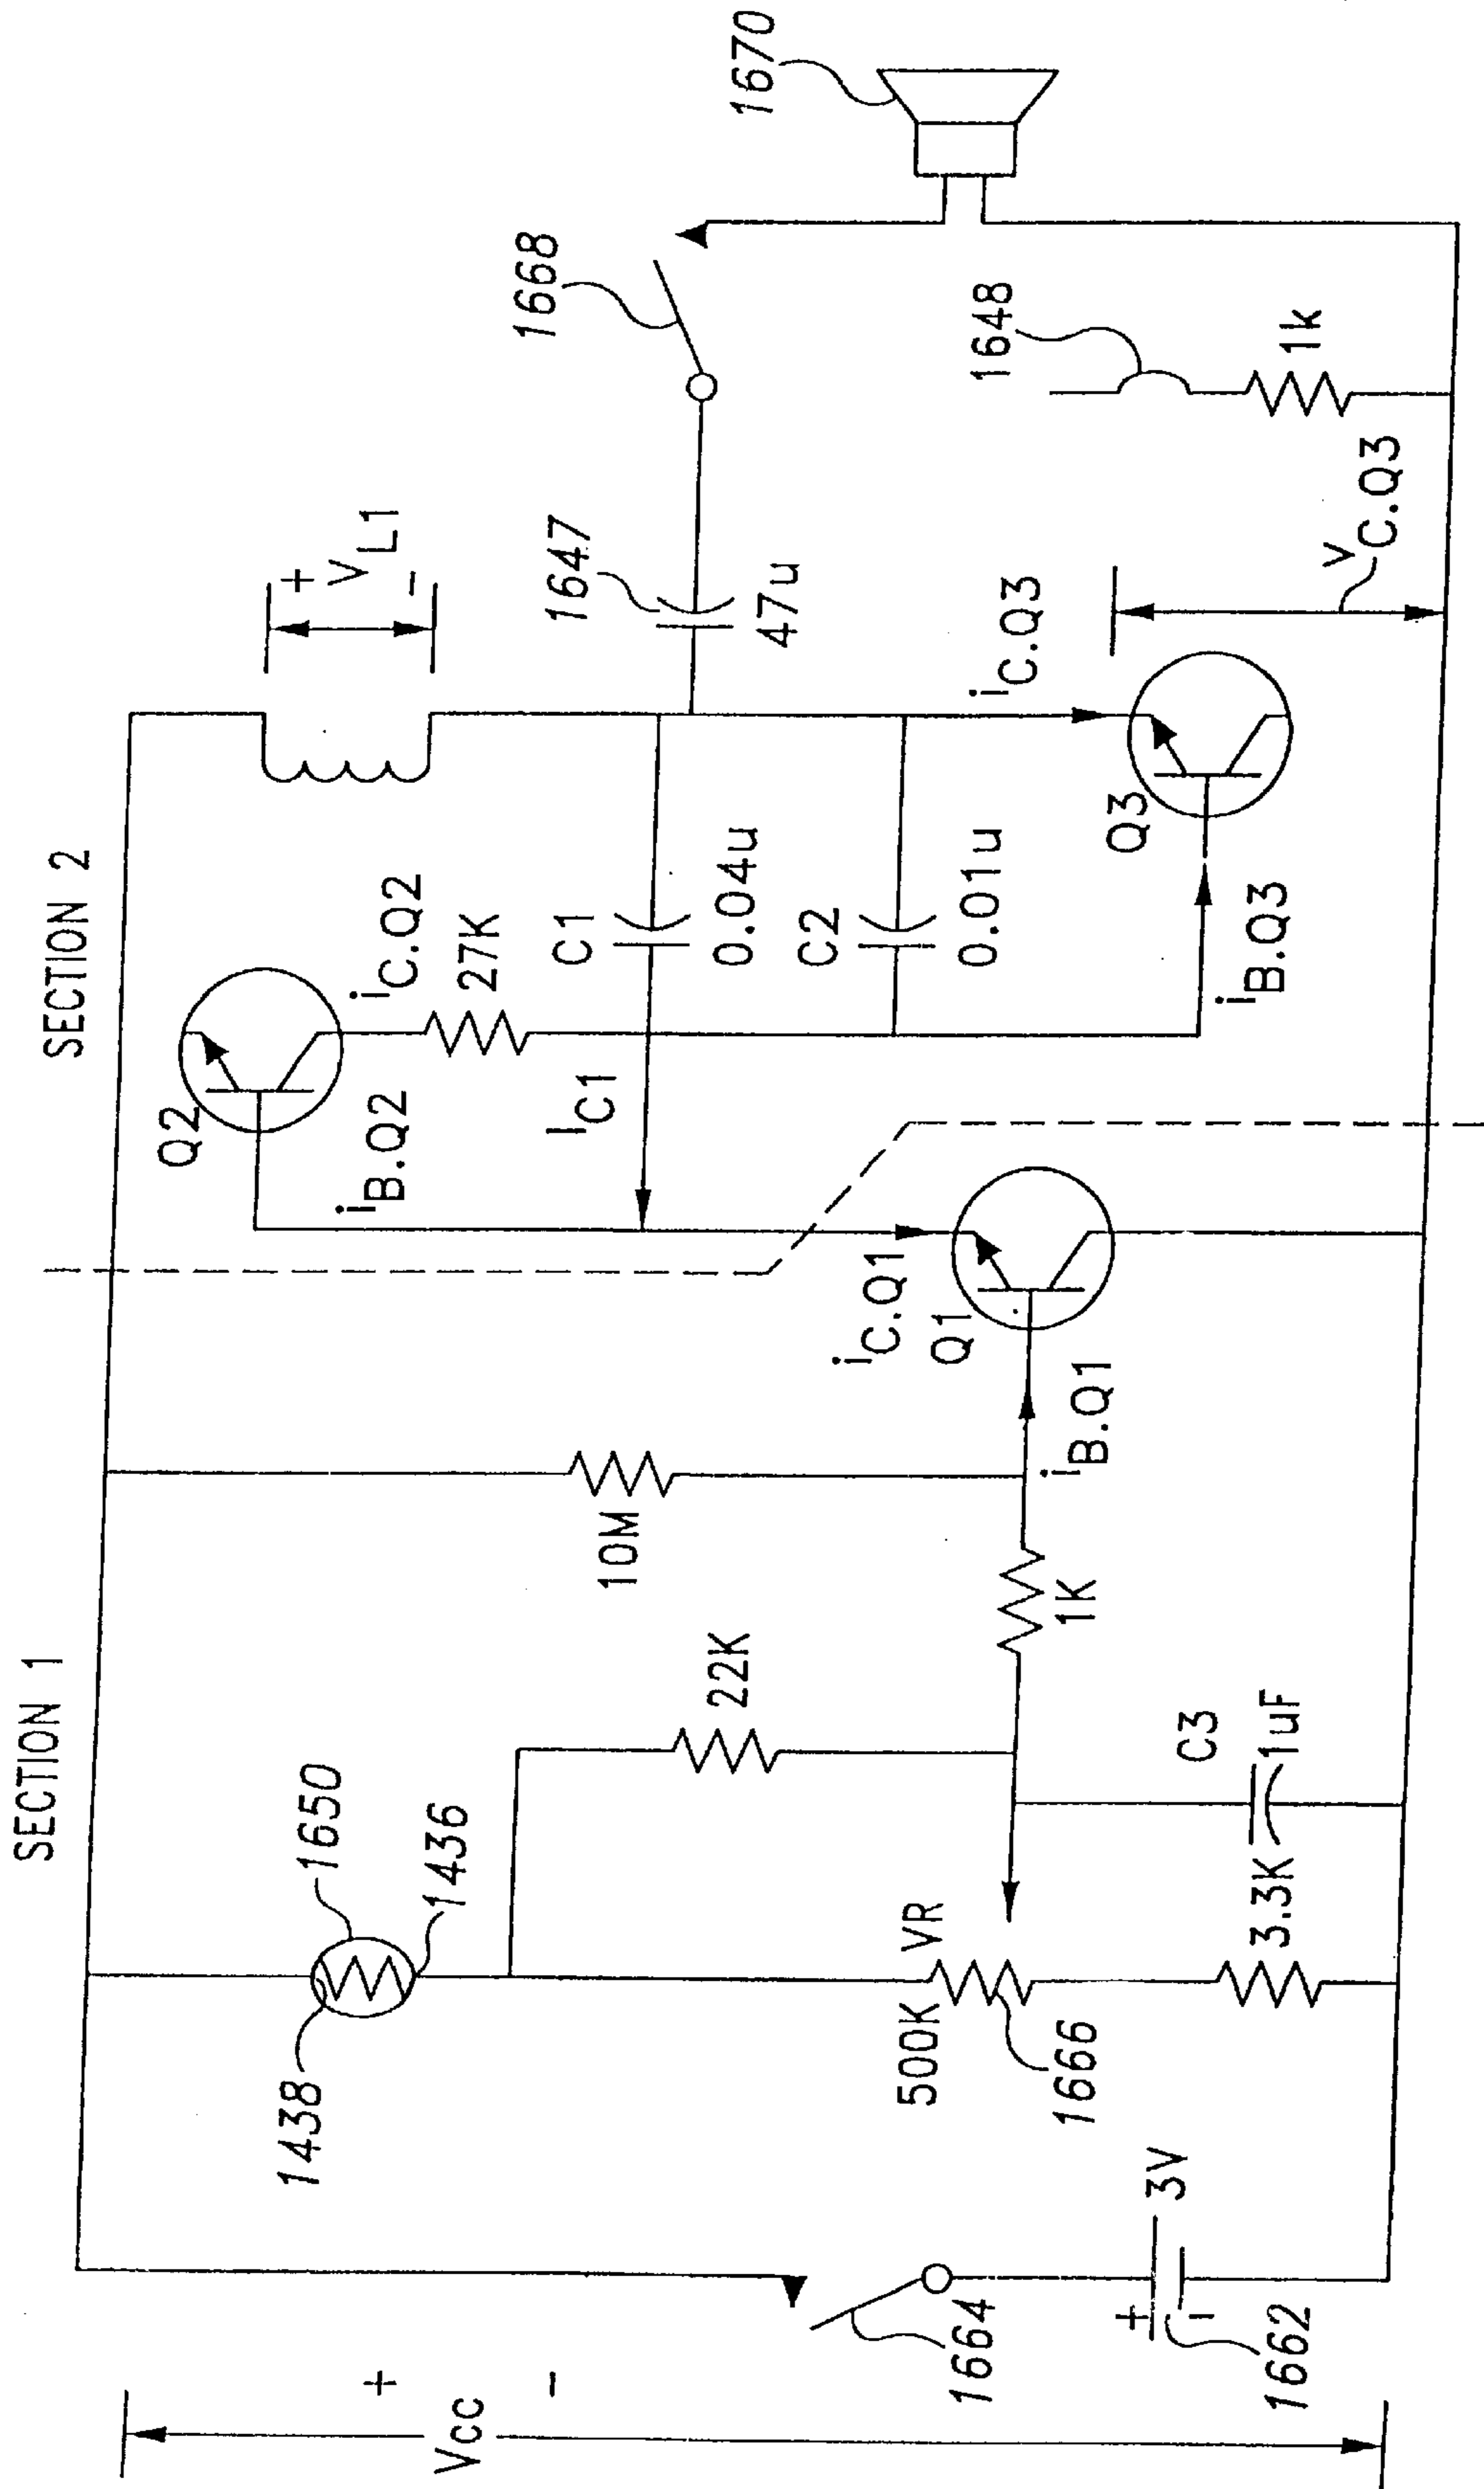 SECTION 1
SECTION 2
Vcc
+
-
1664
1662
+
-
3V
1438
1650
1436
500K VR
1666
3.3K
22K
C3
1uF
1K
10M
iC.Q1
Q1
iB.Q1
Q2
iB.Q2
iC.Q2
27K
IC1
C1
0.04u
C2
0.01u
iB.Q3
Q3
iC.Q3
+
VL1
-
1647
47u
1668
VC.Q3
1648
1k
1670